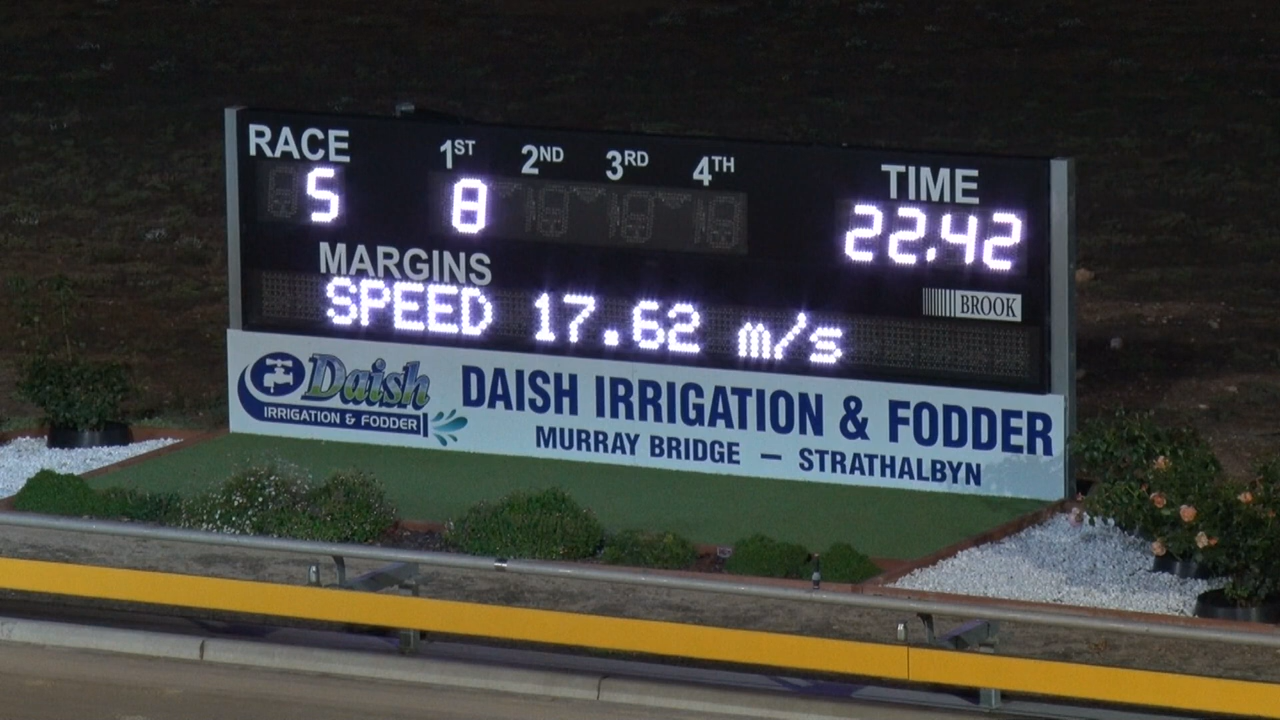 RACE 1ST 2ND 3RD 4TH TIME
5 8 22.42
MARGINS
BROOK
SPEED 17.62 m/s
Daish
IRRIGATION & FODDER
DAISH IRRIGATION & FODDER
MURRAY BRIDGE — STRATHALBYN